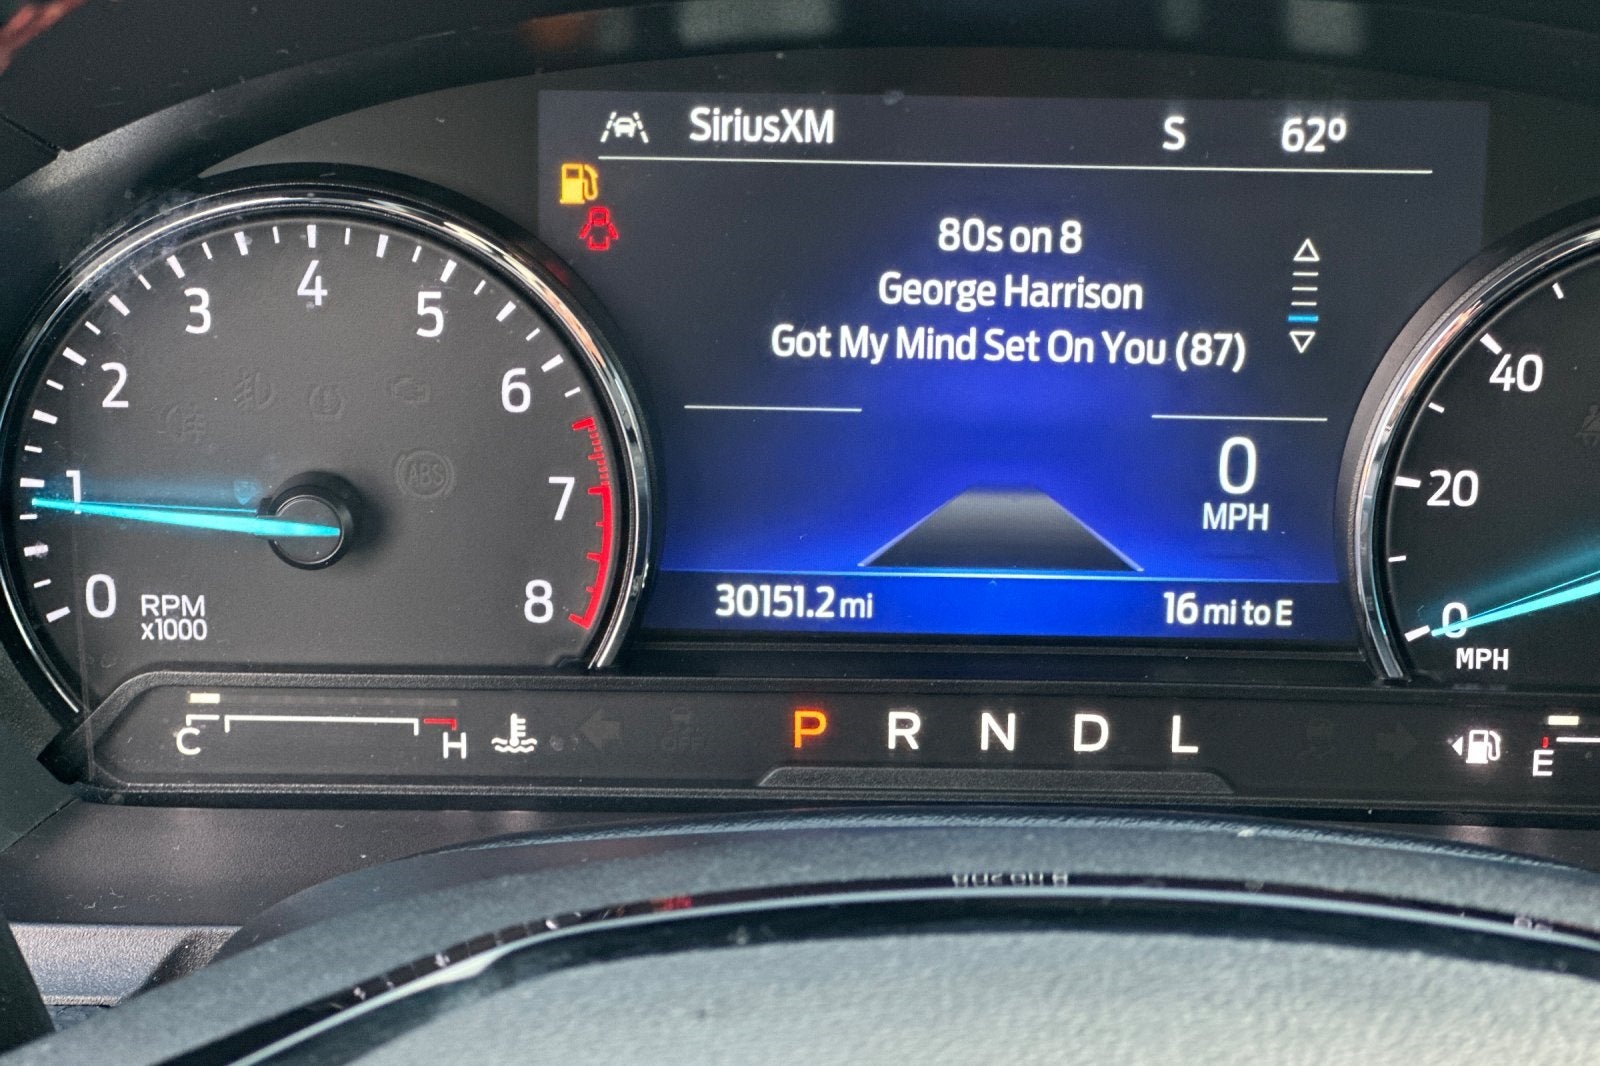 SiriusXM S 62°
80s on 8
George Harrison
Got My Mind Set On You (87)
0
MPH
30151.2 mi 16 mi to E
0 1 2 3 4 5 6 7 8
RPM
x1000
ABS
40
20
0
MPH
C H
P R N D L
E